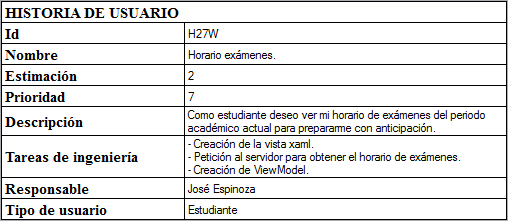 HISTORIA DE USUARIO
Id H27W
Nombre Horario exámenes.
Estimación 2
Prioridad 7
Descripción Como estudiante deseo ver mi horario de exámenes del periodo
académico actual para prepararme con anticipación.
Tareas de ingeniería - Creación de la vista xaml.
- Petición al servidor para obtener el horario de exámenes.
- Creación de ViewModel.
Responsable José Espinoza
Tipo de usuario Estudiante